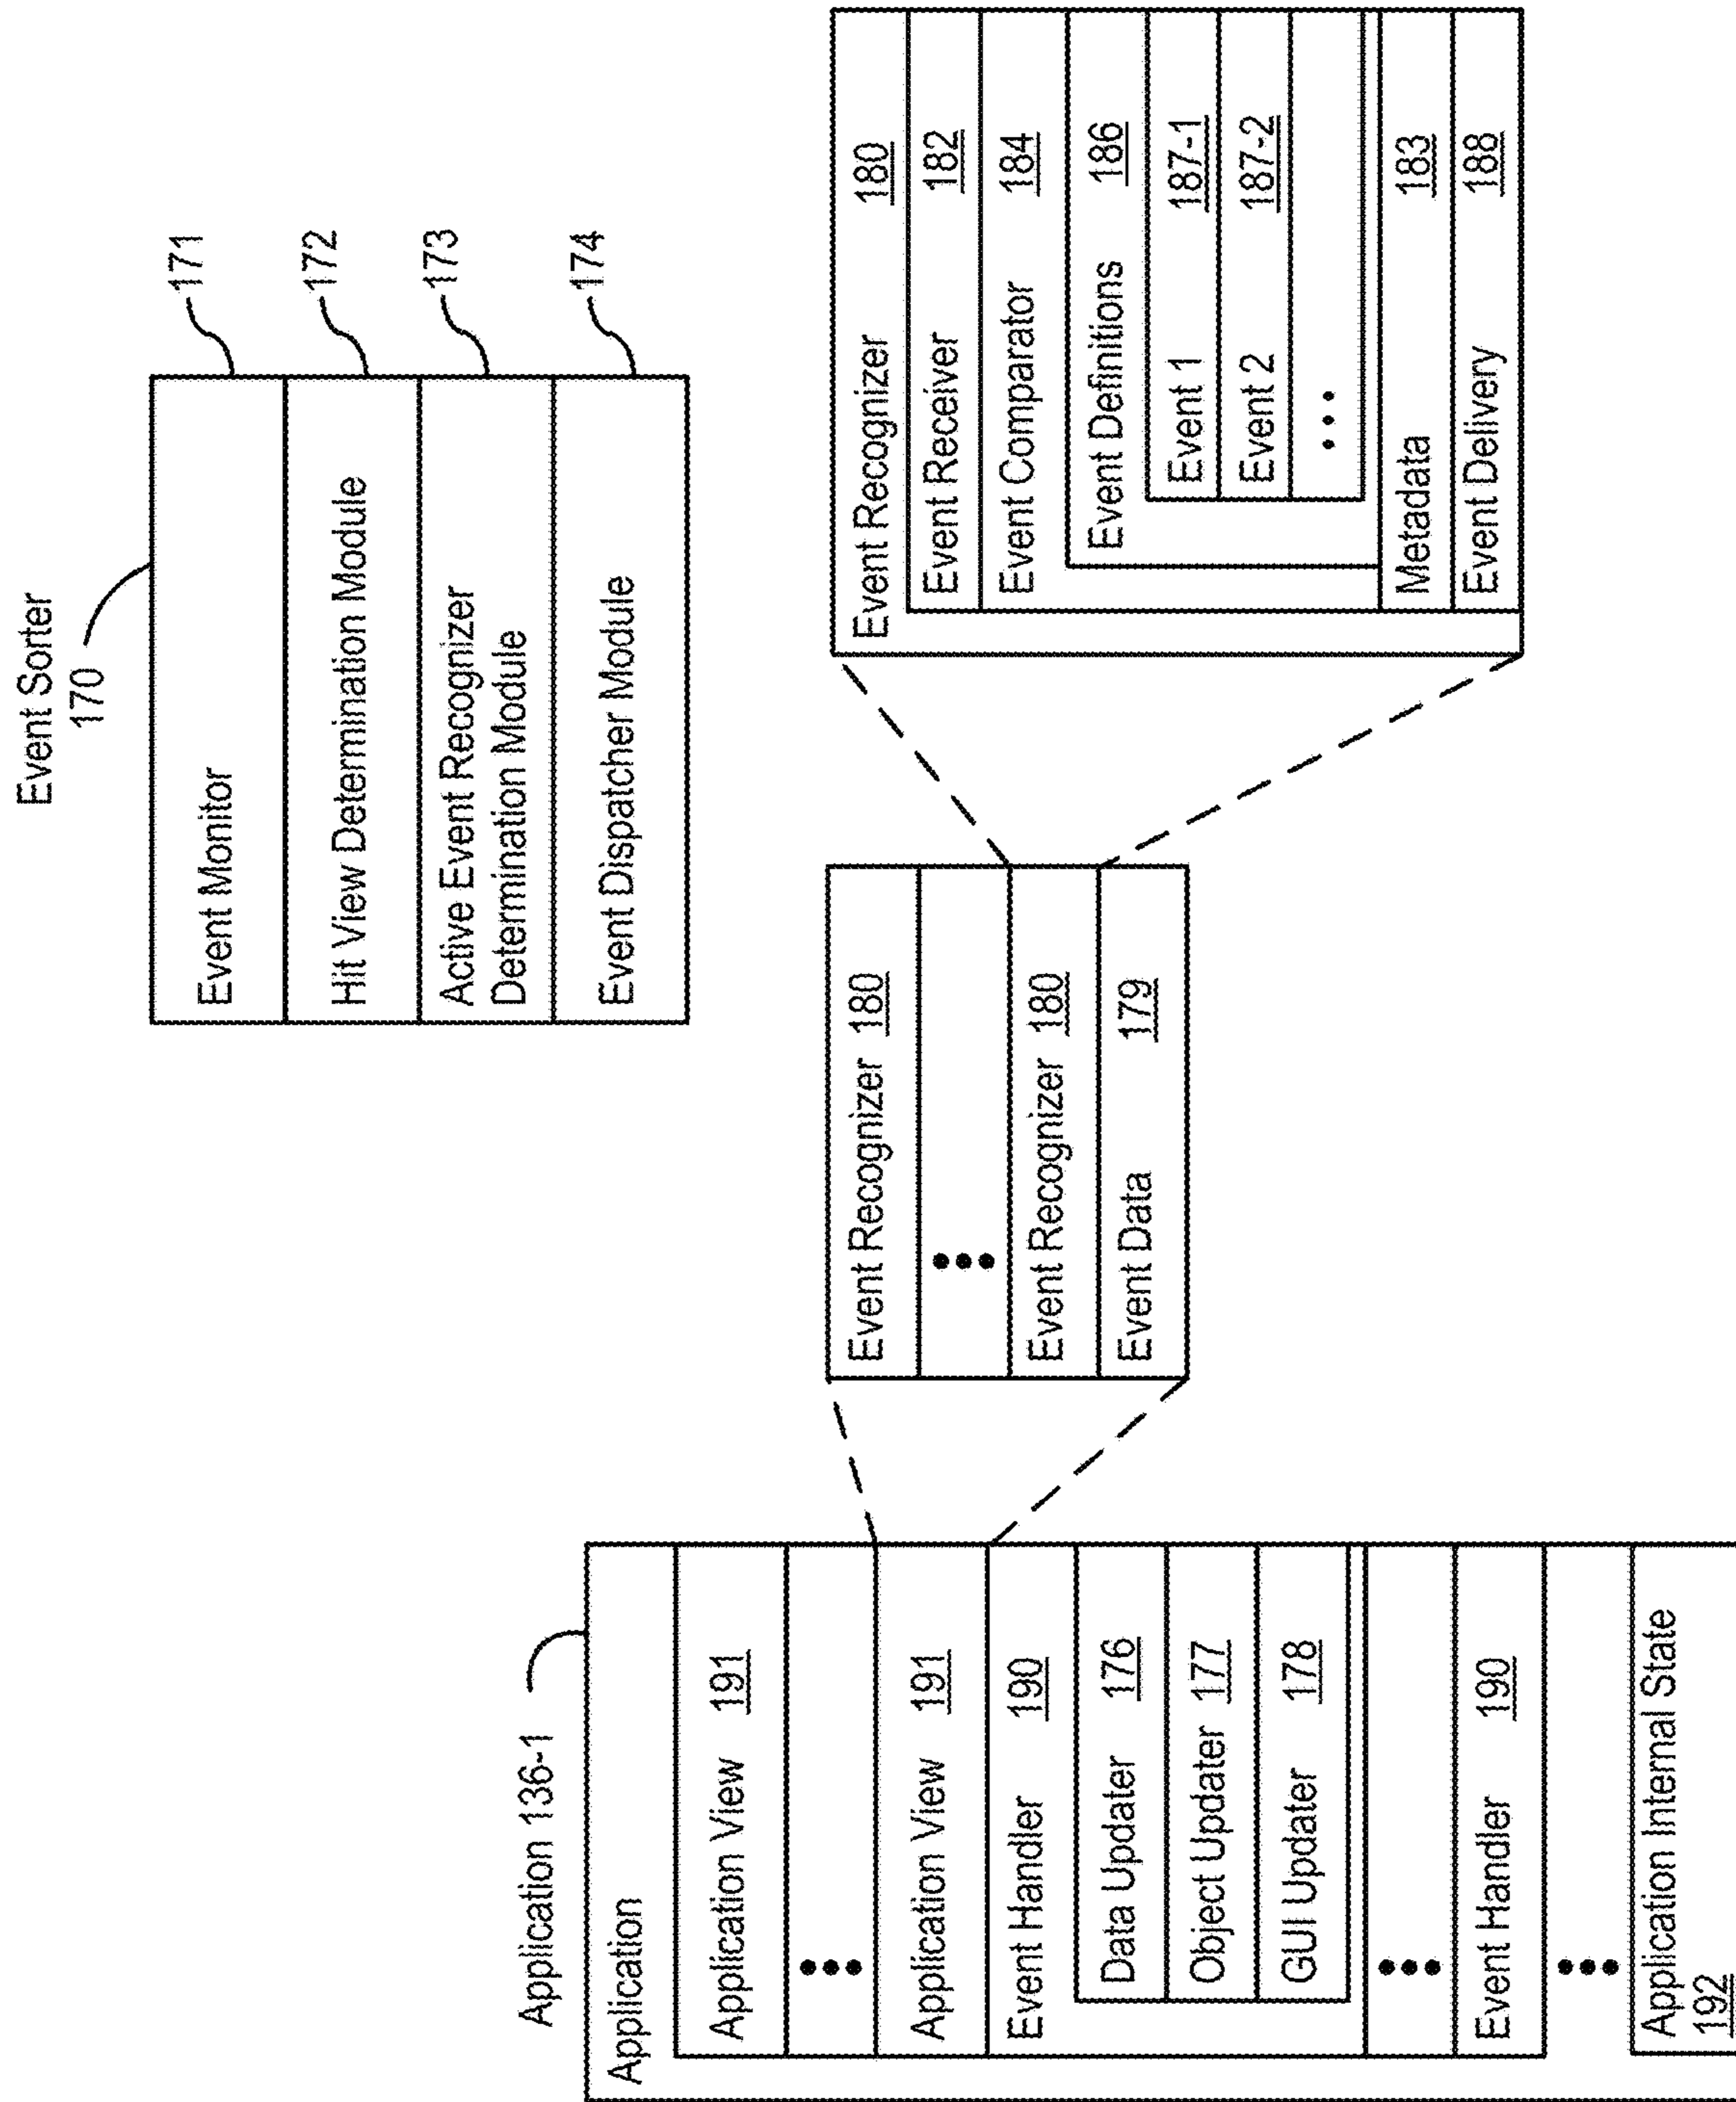 Event Sorter
170
Event Monitor
171
Hit View Determination Module
172
Active Event Recognizer
Determination Module
173
Event Dispatcher Module
174
Application 136-1
Application
Application View 191
•••
Application View 191
Event Handler 190
Data Updater 176
Object Updater 177
GUI Updater 178
•••
Event Handler 190
•••
Application Internal State
192
Event Recognizer 180
•••
Event Recognizer 180
Event Data 179
Event Recognizer 180
Event Receiver 182
Event Comparator 184
Event Definitions 186
Event 1 187-1
Event 2 187-2
•••
Metadata 183
Event Delivery 188